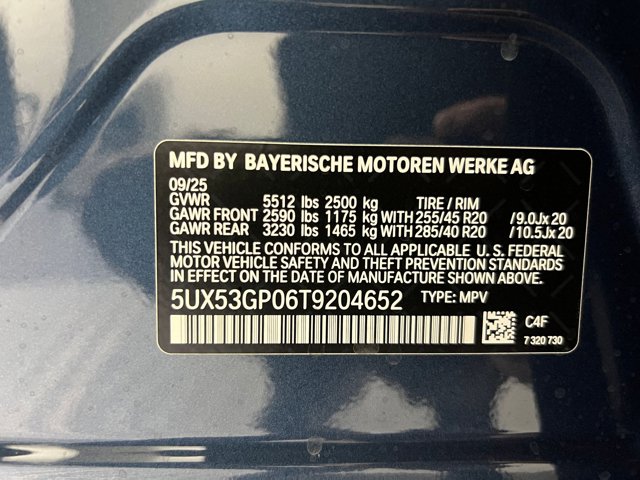 MFD BY BAYERISCHE MOTOREN WERKE AG
09/25
GVWR 5512 lbs 2500 kg TIRE / RIM
GAWR FRONT 2590 lbs 1175 kg WITH 255/45 R20 /9.0Jx20
GAWR REAR 3230 lbs 1465 kg WITH 285/40 R20 /10.5Jx20
THIS VEHICLE CONFORMS TO ALL APPLICABLE U. S. FEDERAL
MOTOR VEHICLE SAFETY AND THEFT PREVENTION STANDARDS
IN EFFECT ON THE DATE OF MANUFACTURE SHOWN ABOVE.
5UX53GP06T9204652 TYPE: MPV
C4F
7 320 730